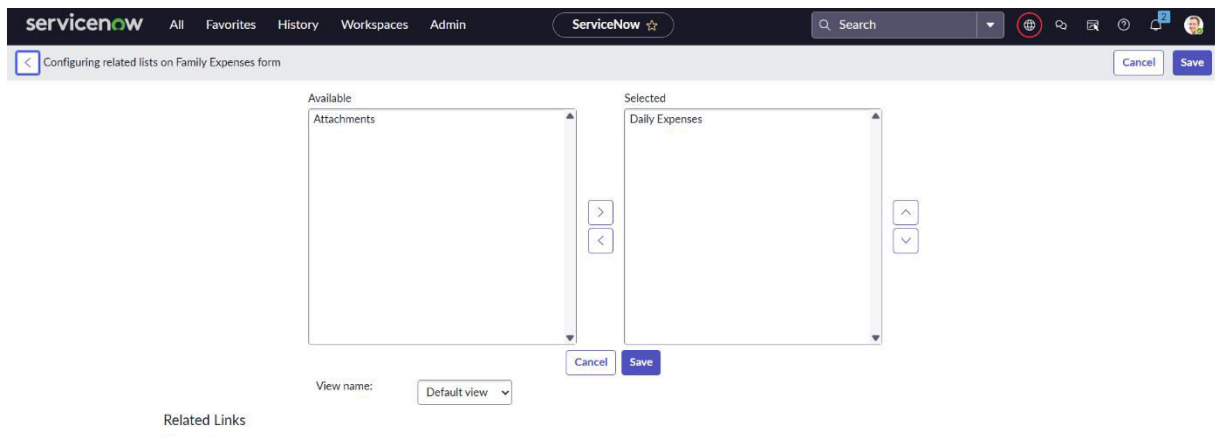 servicenow All Favorites History Workspaces Admin ServiceNow Search 2
Configuring related lists on Family Expenses form Cancel Save
Available Selected
Attachments Daily Expenses
Cancel Save
View name: Default view
Related Links